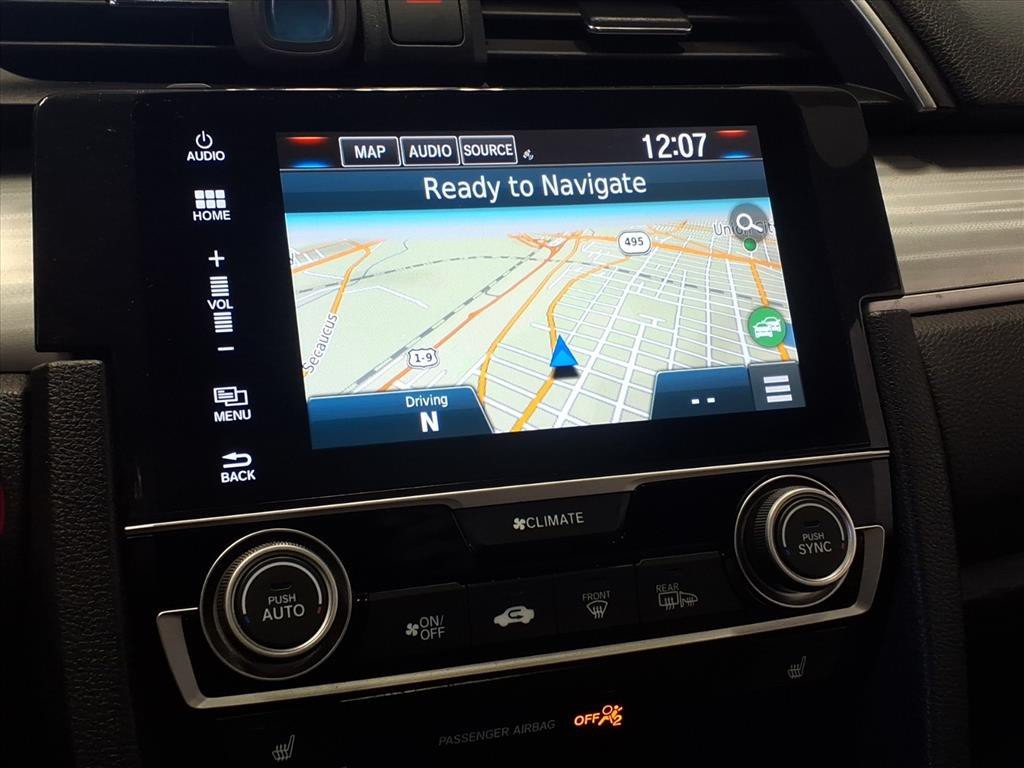 AUDIO
HOME
+
VOL
-
MENU
BACK
MAP AUDIO SOURCE 12:07
Ready to Navigate
495
Secaucus
1-9
Driving
N
--
CLIMATE
PUSH
AUTO
ON/
OFF
FRONT
REAR
PUSH
SYNC
PASSENGER AIRBAG OFF 2